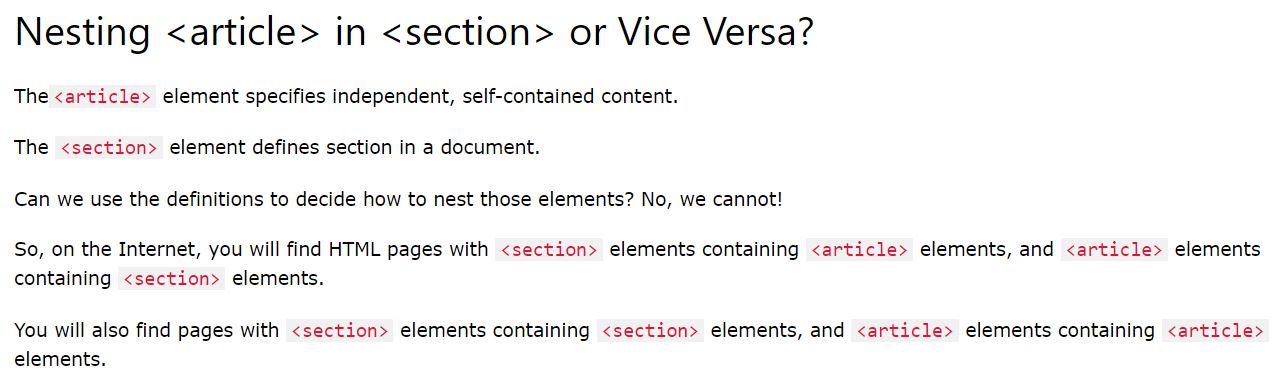 Nesting <article> in <section> or Vice Versa?
The <article> element specifies independent, self-contained content.
The <section> element defines section in a document.
Can we use the definitions to decide how to nest those elements? No, we cannot!
So, on the Internet, you will find HTML pages with <section> elements containing <article> elements, and <article> elements
containing <section> elements.
You will also find pages with <section> elements containing <section> elements, and <article> elements containing <article>
elements.